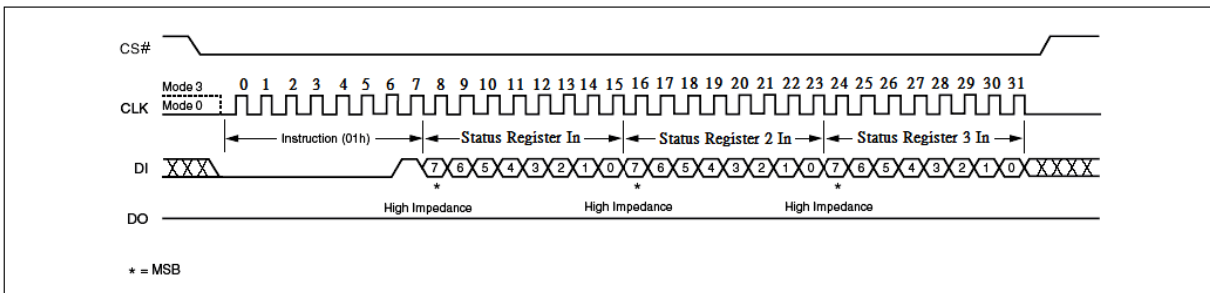 CS#
Mode 3
0 1 2 3 4 5 6 7 8 9 10 11 12 13 14 15 16 17 18 19 20 21 22 23 24 25 26 27 28 29 30 31
CLK
Mode 0
Instruction (01h) Status Register In Status Register 2 In Status Register 3 In
DI 7 6 5 4 3 2 1 0 7 6 5 4 3 2 1 0 7 6 5 4 3 2 1 0
* * *
High Impedance High Impedance High Impedance
DO
* = MSB